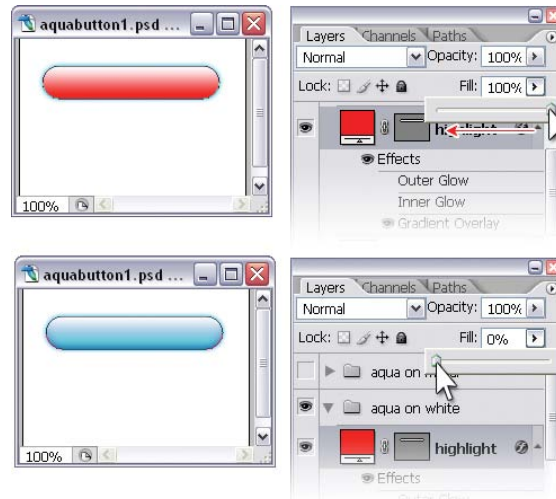 aquabutton1.psd ...
100%
Layers Channels Paths
Normal Opacity: 100%
Lock: Fill: 100%
Effects
Outer Glow
Inner Glow
Gradient Overlay
aquabutton1.psd ...
100%
Layers Channels Paths
Normal Opacity: 100%
Lock: Fill: 0%
aqua on
aqua on white
highlight
Effects